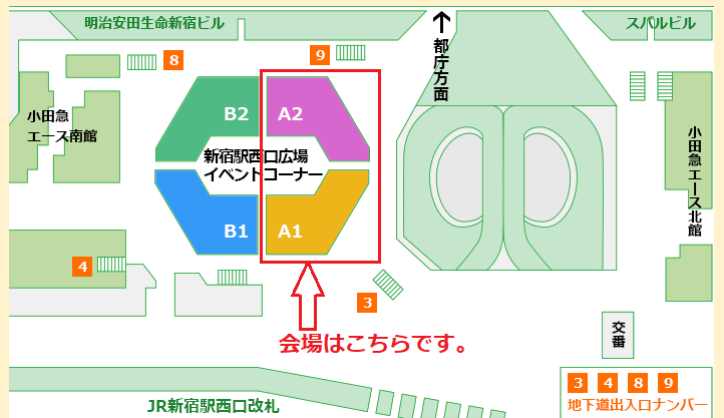 明治安田生命新宿ビル
スバルビル
都庁方面
8
9
小田急
エース南館
B2
A2
新宿駅西口広場
イベントコーナー
小田急エース北館
B1
A1
4
3
会場はこちらです。
交番
3 4 8 9
地下道出入口ナンバー
JR新宿駅西口改札